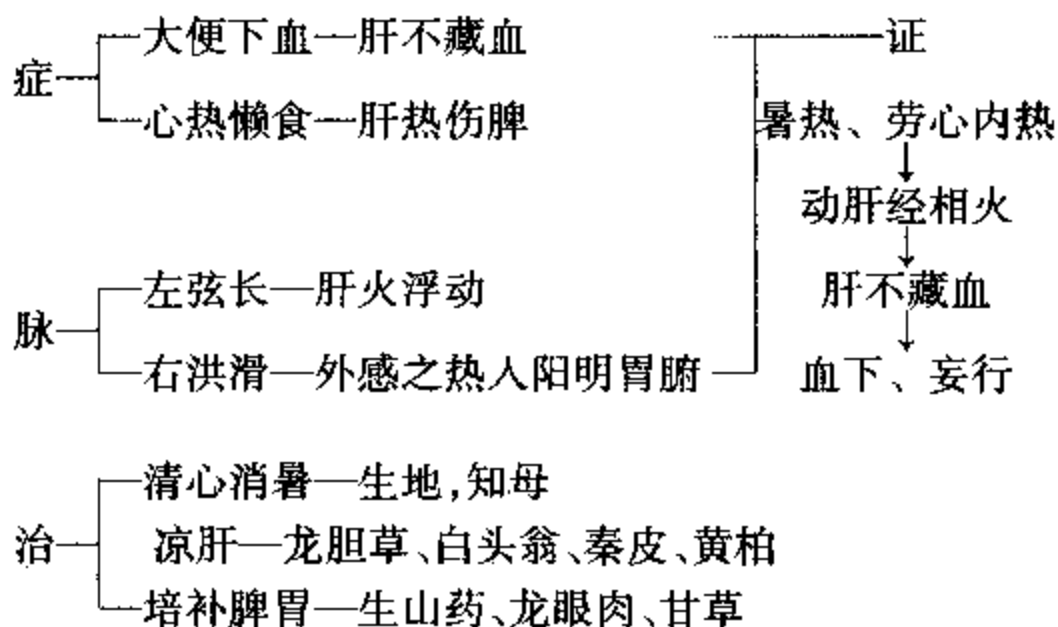 症
大便下血—肝不藏血
心热懒食—肝热伤脾
脉
左弦长—肝火浮动
右洪滑—外感之热人阳明胃腑
证
暑热、劳心内热
动肝经相火
肝不藏血
血下、妄行
治
清心消暑—生地,知母
凉肝—龙胆草、白头翁、秦皮、黄柏
培补脾胃—生山药、龙眼肉、甘草